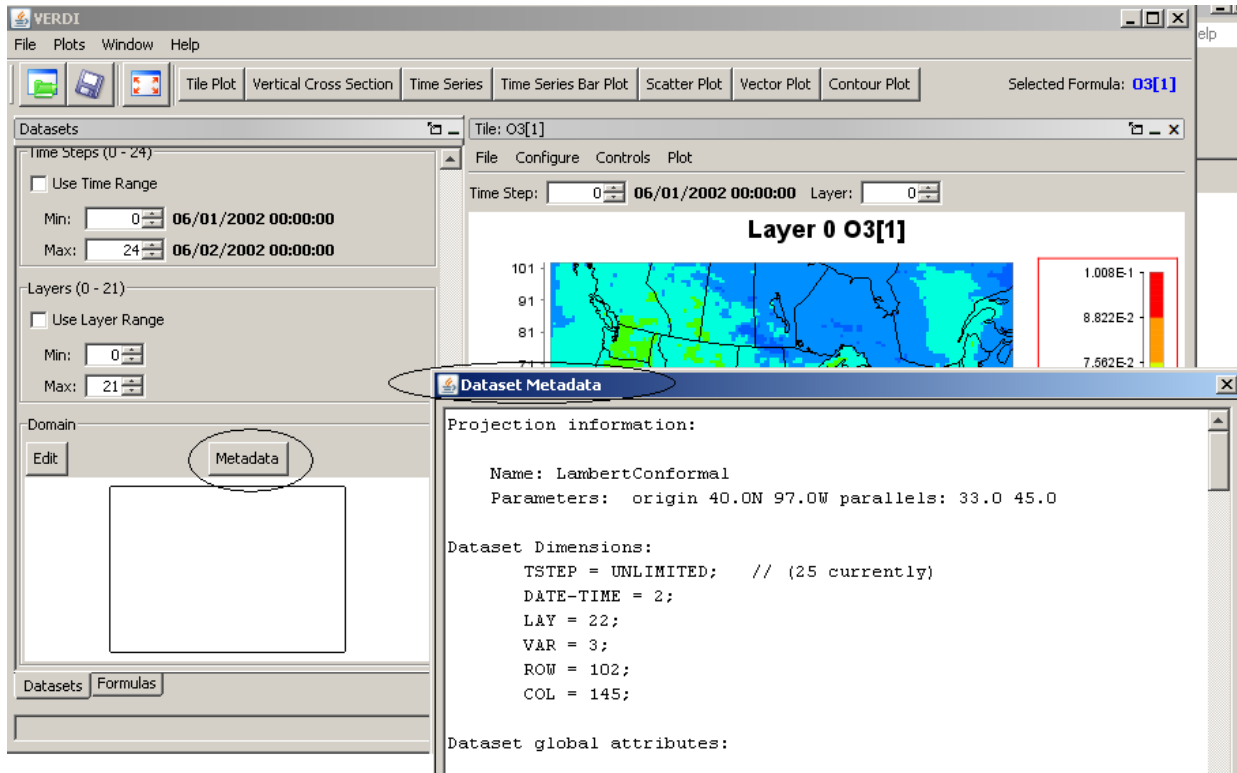 VERDI
elp
File Plots Window Help
Tile Plot Vertical Cross Section Time Series Time Series Bar Plot Scatter Plot Vector Plot Contour Plot Selected Formula: O3[1]
Datasets
Time Steps (0 - 24)
Use Time Range
Min: 0 06/01/2002 00:00:00
Max: 24 06/02/2002 00:00:00
Layers (0 - 21)
Use Layer Range
Min: 0
Max: 21
Domain
Edit Metadata
Datasets Formulas
Tile: O3[1]
File Configure Controls Plot
Time Step: 0 06/01/2002 00:00:00 Layer: 0
Layer 0 O3[1]
101
91
81
71
1.008E-1
8.822E-2
7.562E-2
Dataset Metadata
Projection information:
Name: LambertConformal
Parameters: origin 40.0N 97.0W parallels: 33.0 45.0
Dataset Dimensions:
TSTEP = UNLIMITED; // (25 currently)
DATE-TIME = 2;
LAY = 22;
VAR = 3;
ROW = 102;
COL = 145;
Dataset global attributes: